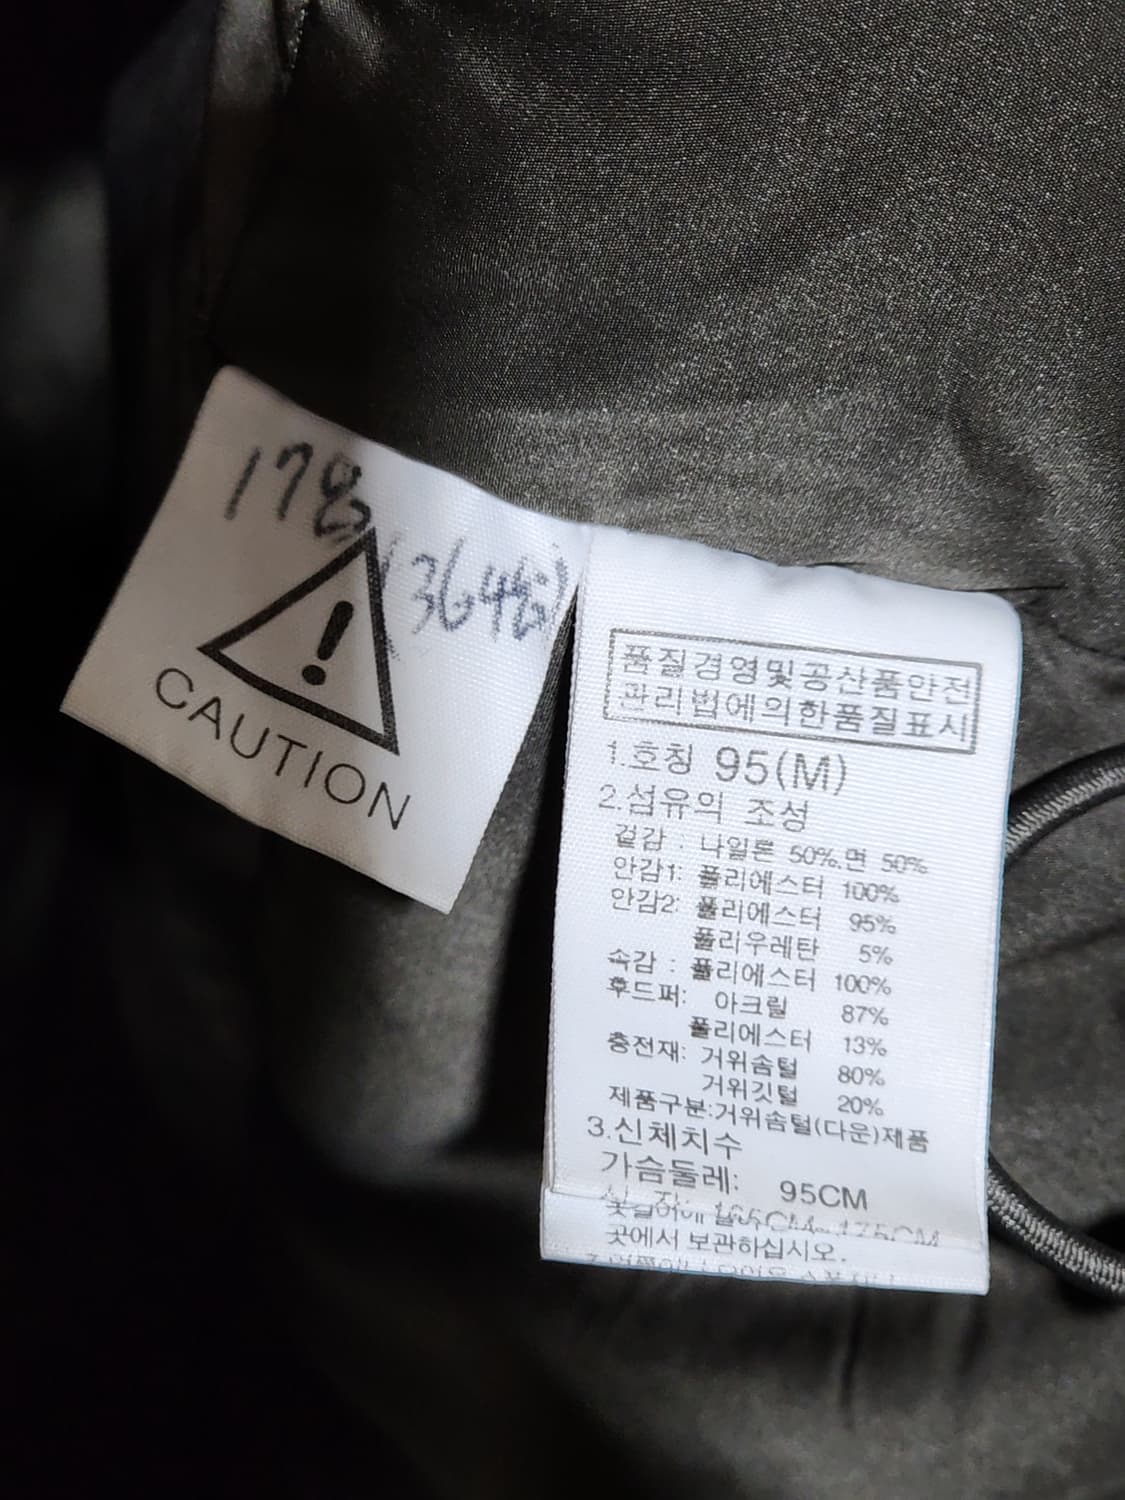 178
(364
CAUTION
품질경영및공산품안전
관리법에의한품질표시
1.호칭 95(M)
2.섬유의 조성
겉감 : 나일론 50%.면 50%
안감1: 폴리에스터 100%
안감2: 폴리에스터 95%
폴리우레탄 5%
속감 : 폴리에스터 100%
후드퍼: 아크릴 87%
폴리에스터 13%
충전재: 거위솜털 80%
거위깃털 20%
제품구분:거위솜털(다운)제품
3.신체치수
가슴둘레: 95CM
165CM~175CM
곳에서 보관하십시오.